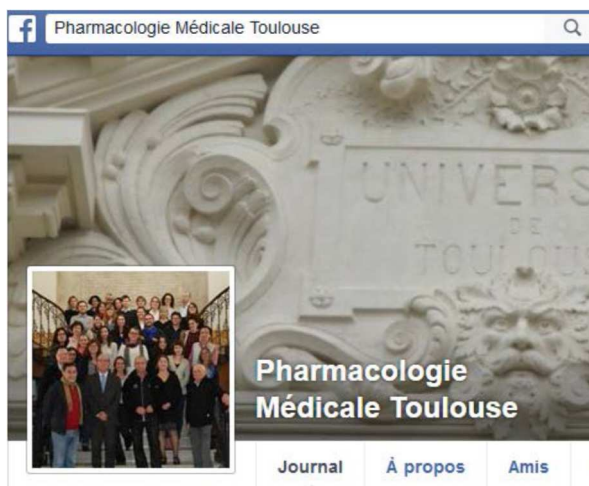 f
Pharmacologie Médicale Toulouse
UNIVERS
DE
TOULOUS
Pharmacologie
Médicale Toulouse
Journal À propos Amis